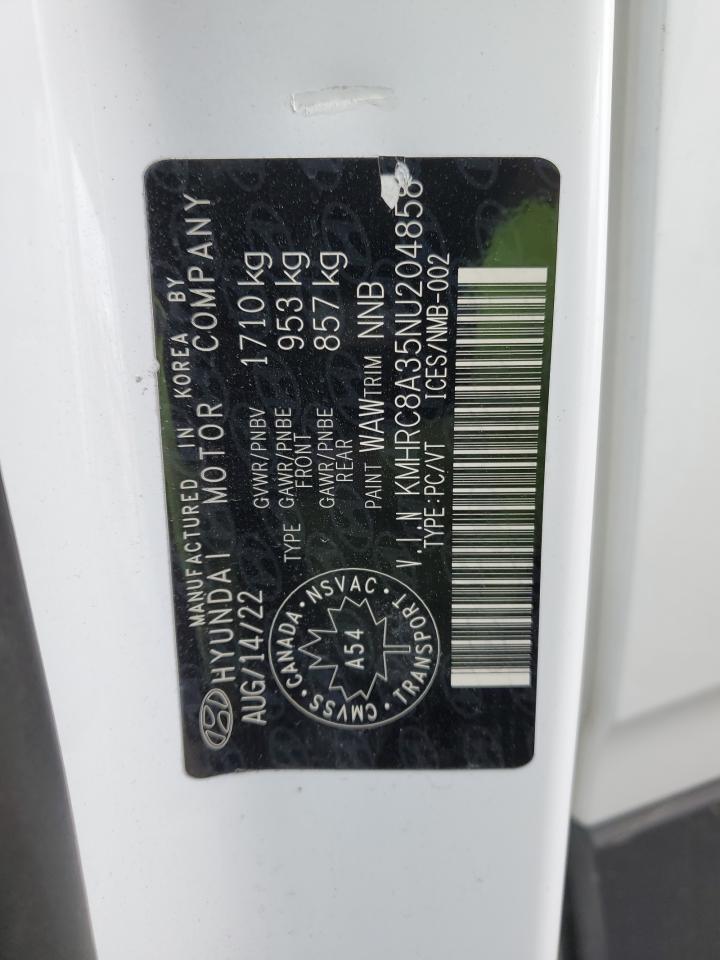 MANUFACTURED IN KOREA BY
HYUNDAI MOTOR COMPANY
AUG/14/22 GVWR/PNBV 1710 kg
TYPE GAWR/PNBE FRONT 953 kg
GAWR/PNBE REAR 857 kg
PAINT WAW TRIM NNB
V.I.N KMHRC8A35NU204858
TYPE:PC/VT ICES/NMB-002
CANADA • NSVAC • TRANSPORT • CMVSS •
A54